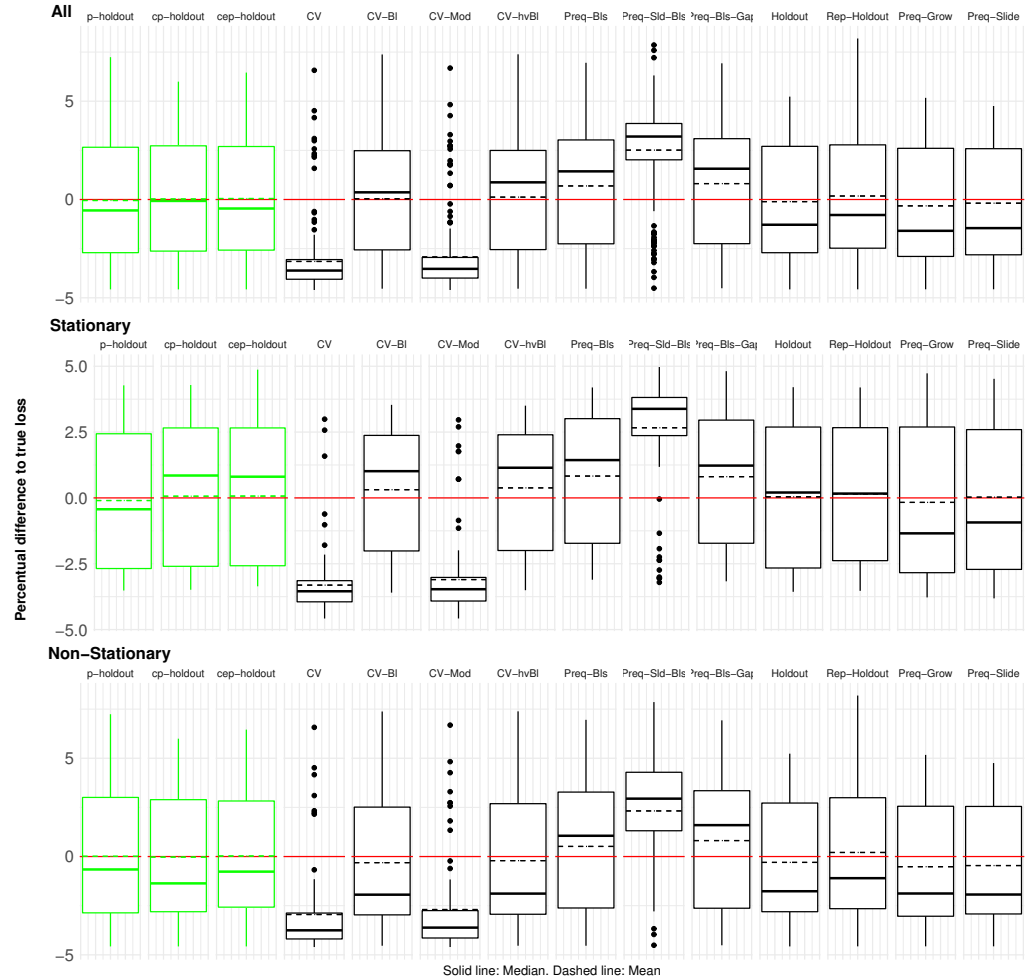 All
p−holdout cp−holdout cep−holdout CV CV−Bl CV−Mod CV−hvBl Preq−Bls Preq−Sld−Bls Preq−Bls−Gap Holdout Rep−Holdout Preq−Grow Preq−Slide
5
0
−5
Stationary
p−holdout cp−holdout cep−holdout CV CV−Bl CV−Mod CV−hvBl Preq−Bls Preq−Sld−Bls Preq−Bls−Gap Holdout Rep−Holdout Preq−Grow Preq−Slide
5.0
2.5
0.0
−2.5
−5.0
Percentual difference to true loss
Non−Stationary
p−holdout cp−holdout cep−holdout CV CV−Bl CV−Mod CV−hvBl Preq−Bls Preq−Sld−Bls Preq−Bls−Gap Holdout Rep−Holdout Preq−Grow Preq−Slide
5
0
−5
Solid line: Median. Dashed line: Mean